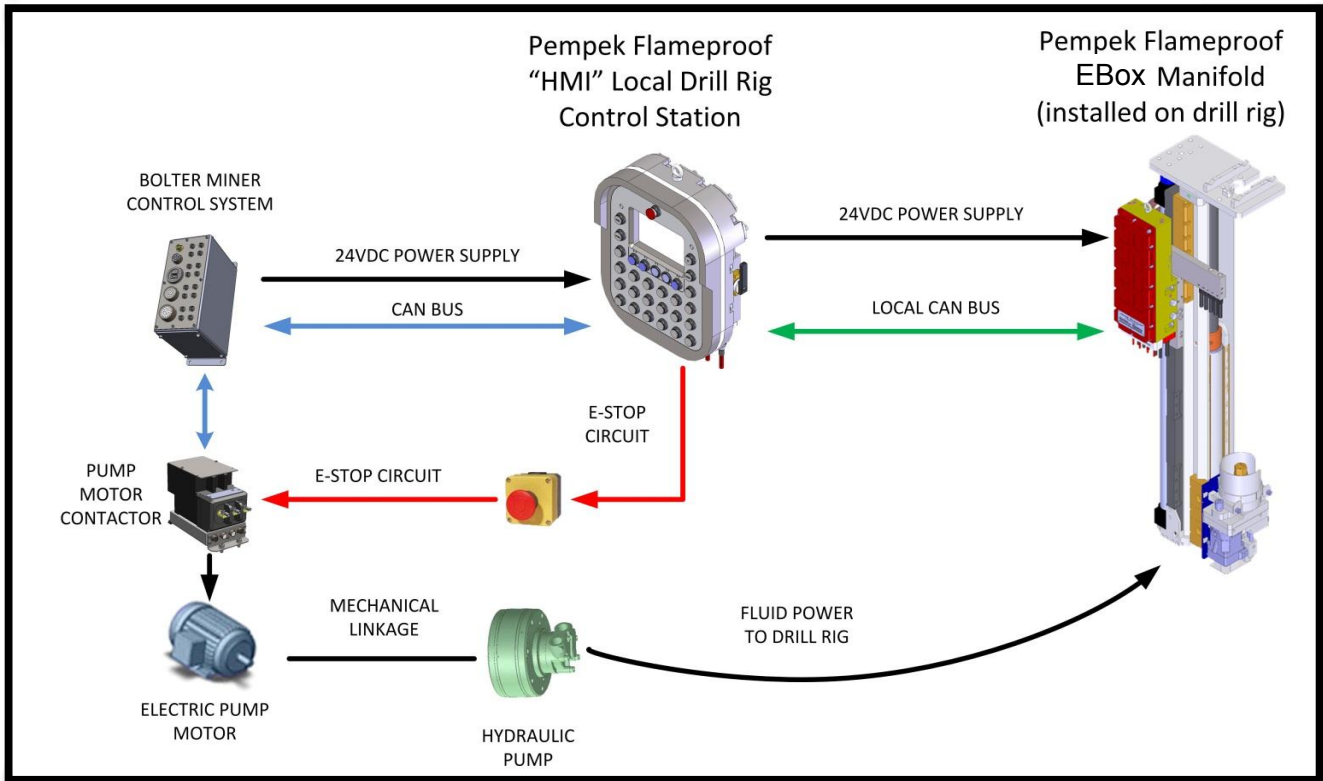 Pempek Flameproof
“HMI” Local Drill Rig
Control Station
Pempek Flameproof
EBox Manifold
(installed on drill rig)
BOLTER MINER
CONTROL SYSTEM
24VDC POWER SUPPLY
24VDC POWER SUPPLY
CAN BUS
LOCAL CAN BUS
E-STOP
CIRCUIT
PUMP
MOTOR
CONTACTOR
E-STOP CIRCUIT
MECHANICAL
LINKAGE
FLUID POWER
TO DRILL RIG
ELECTRIC PUMP
MOTOR
HYDRAULIC
PUMP